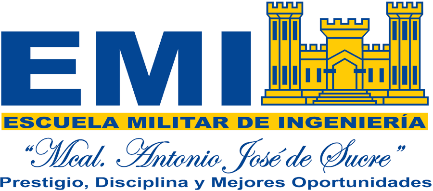 EMI
ESCUELA MILITAR DE INGENIERÍA
“Mcal. Antonio José de Sucre”
Prestigio, Disciplina y Mejores Oportunidades